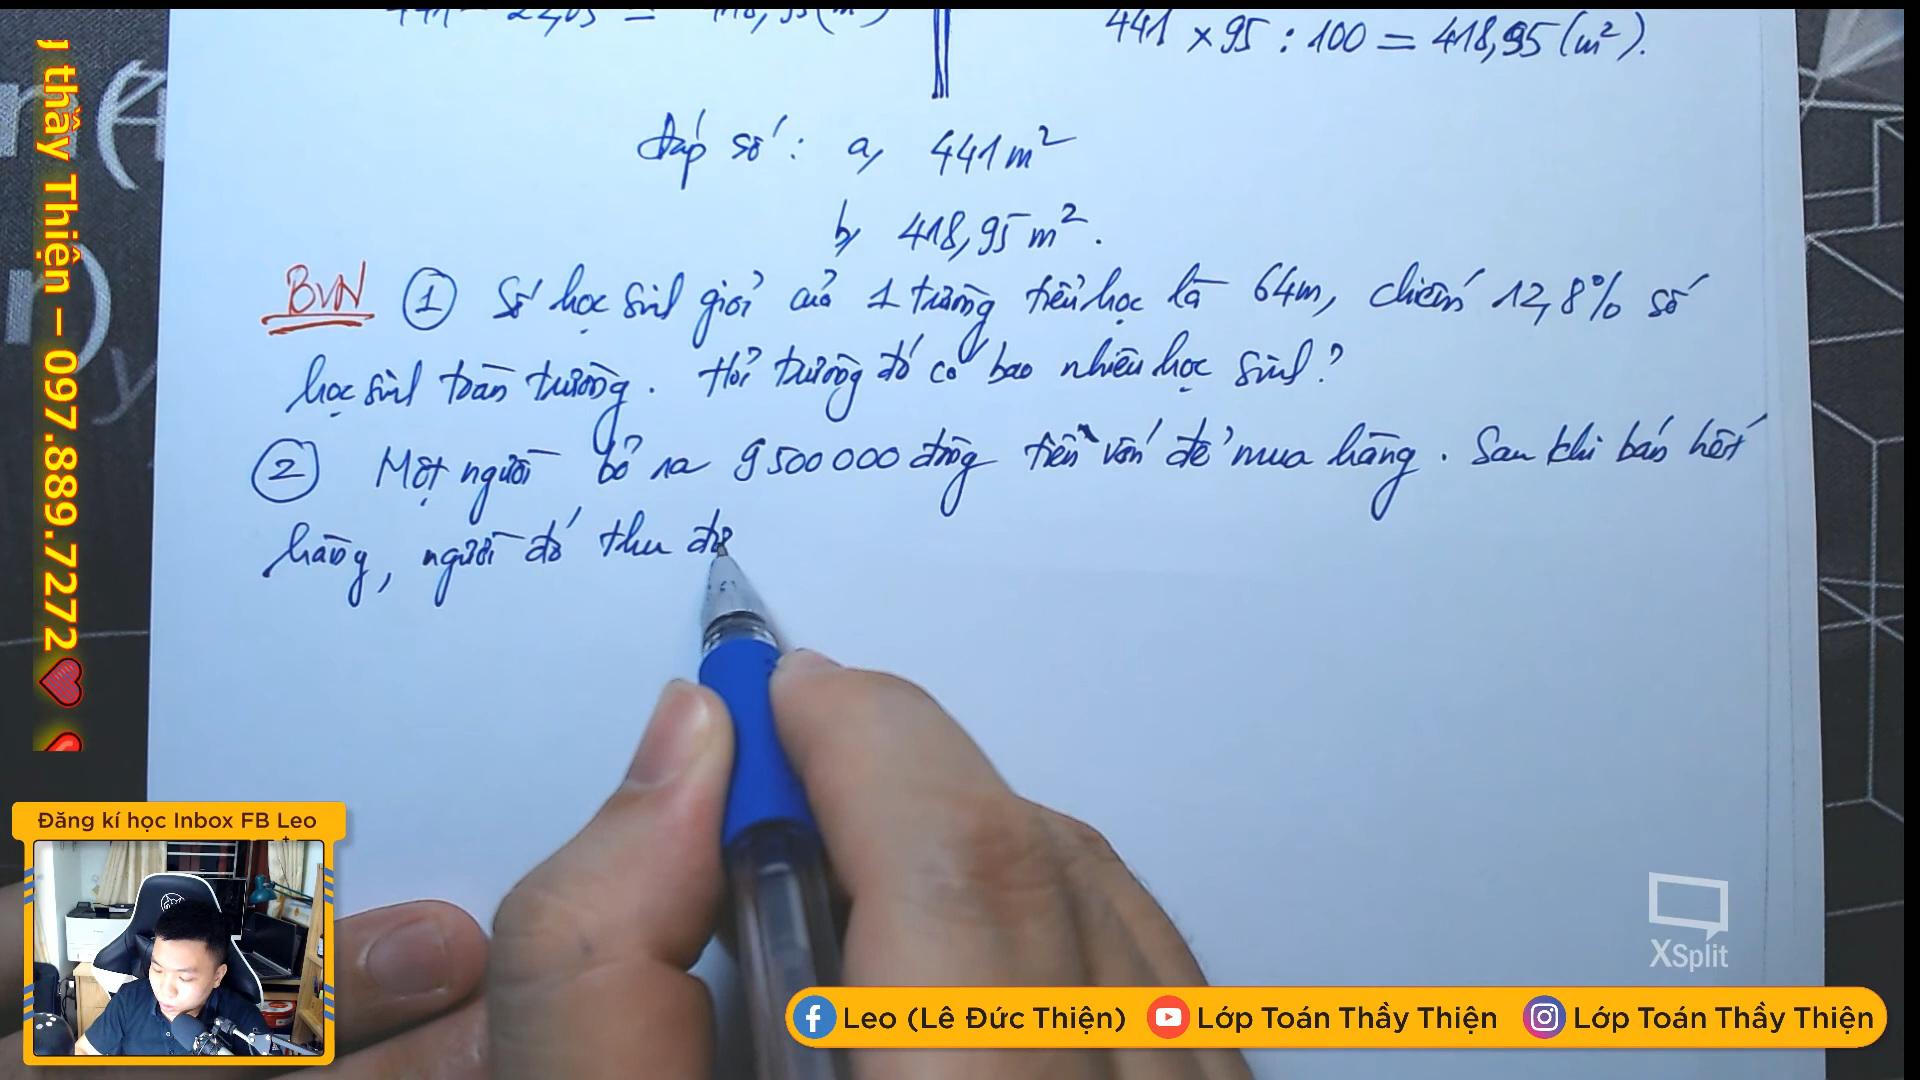 441 × 95 : 100 = 418,95 (m²).
Đáp số: a, 441 m²
b, 418,95 m².
BVN ① Số học sinh giỏi của 1 trường tiểu học là 64 em, chiếm 12,8% số
học sinh toàn trường. Hỏi trường đó có bao nhiêu học sinh?
② Một người bỏ ra 9500000 đồng tiền vốn để mua hàng. Sau khi bán hết
hàng, người đó thu đư
thầy Thiện – 097.889.7272
Đăng kí học Inbox FB Leo
XSplit
Leo (Lê Đức Thiện) Lớp Toán Thầy Thiện Lớp Toán Thầy Thiện